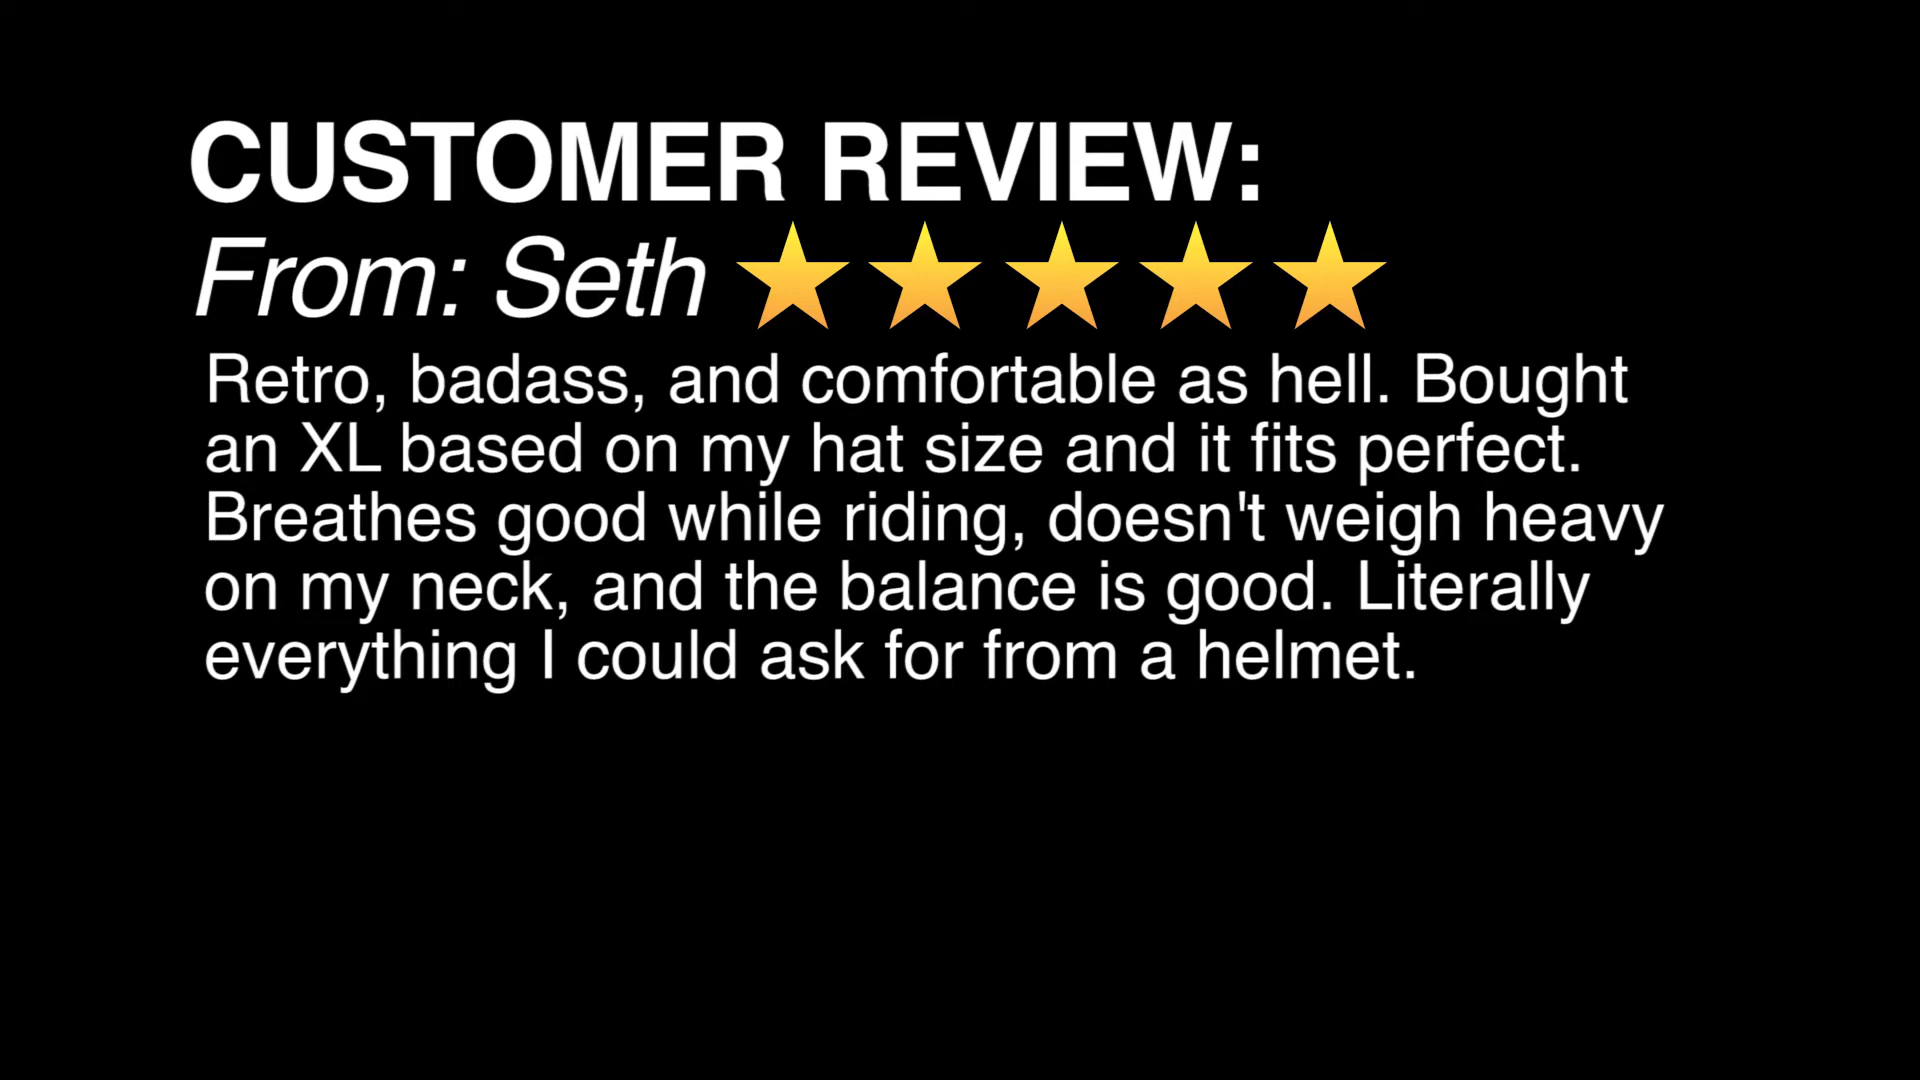 CUSTOMER REVIEW:
From: Seth ⭐⭐⭐⭐⭐
Retro, badass, and comfortable as hell. Bought
an XL based on my hat size and it fits perfect.
Breathes good while riding, doesn't weigh heavy
on my neck, and the balance is good. Literally
everything I could ask for from a helmet.